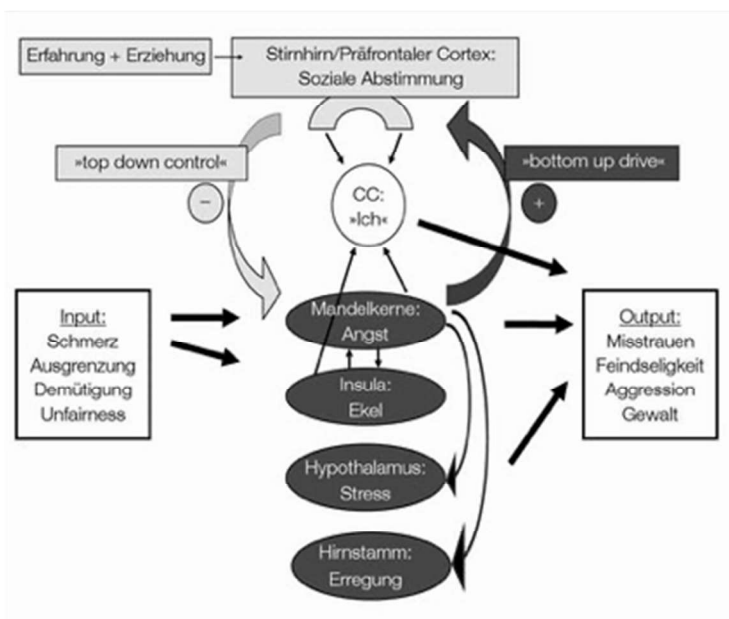 Erfahrung + Erziehung
Stirnhirn/Präfrontaler Cortex:
Soziale Abstimmung
»top down control«
»bottom up drive«
−
+
CC:
»Ich«
Input:
Schmerz
Ausgrenzung
Demütigung
Unfairness
Mandelkerne:
Angst
Insula:
Ekel
Hypothalamus:
Stress
Hirnstamm:
Erregung
Output:
Misstrauen
Feindseligkeit
Aggression
Gewalt